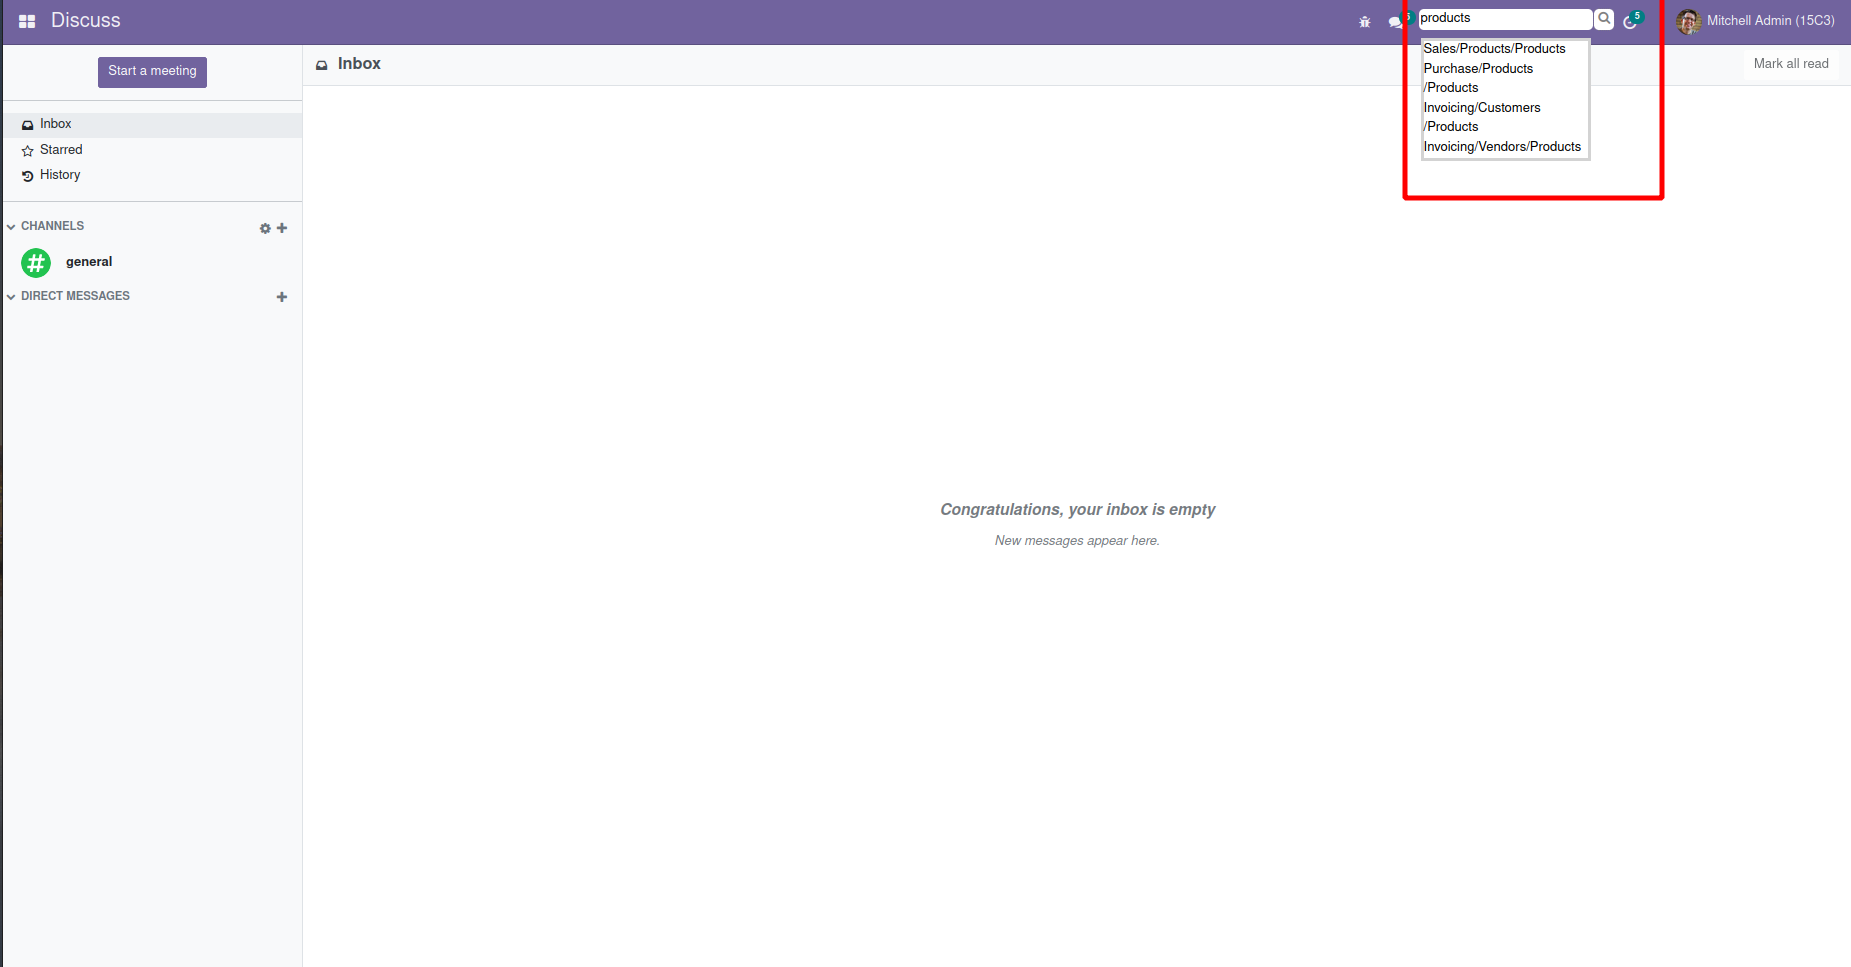 Discuss
5
products
5
Mitchell Admin (15C3)
Sales/Products/Products
Purchase/Products
/Products
Invoicing/Customers
/Products
Invoicing/Vendors/Products
Start a meeting
Inbox
Mark all read
Inbox
Starred
History
CHANNELS
general
DIRECT MESSAGES
Congratulations, your inbox is empty
New messages appear here.